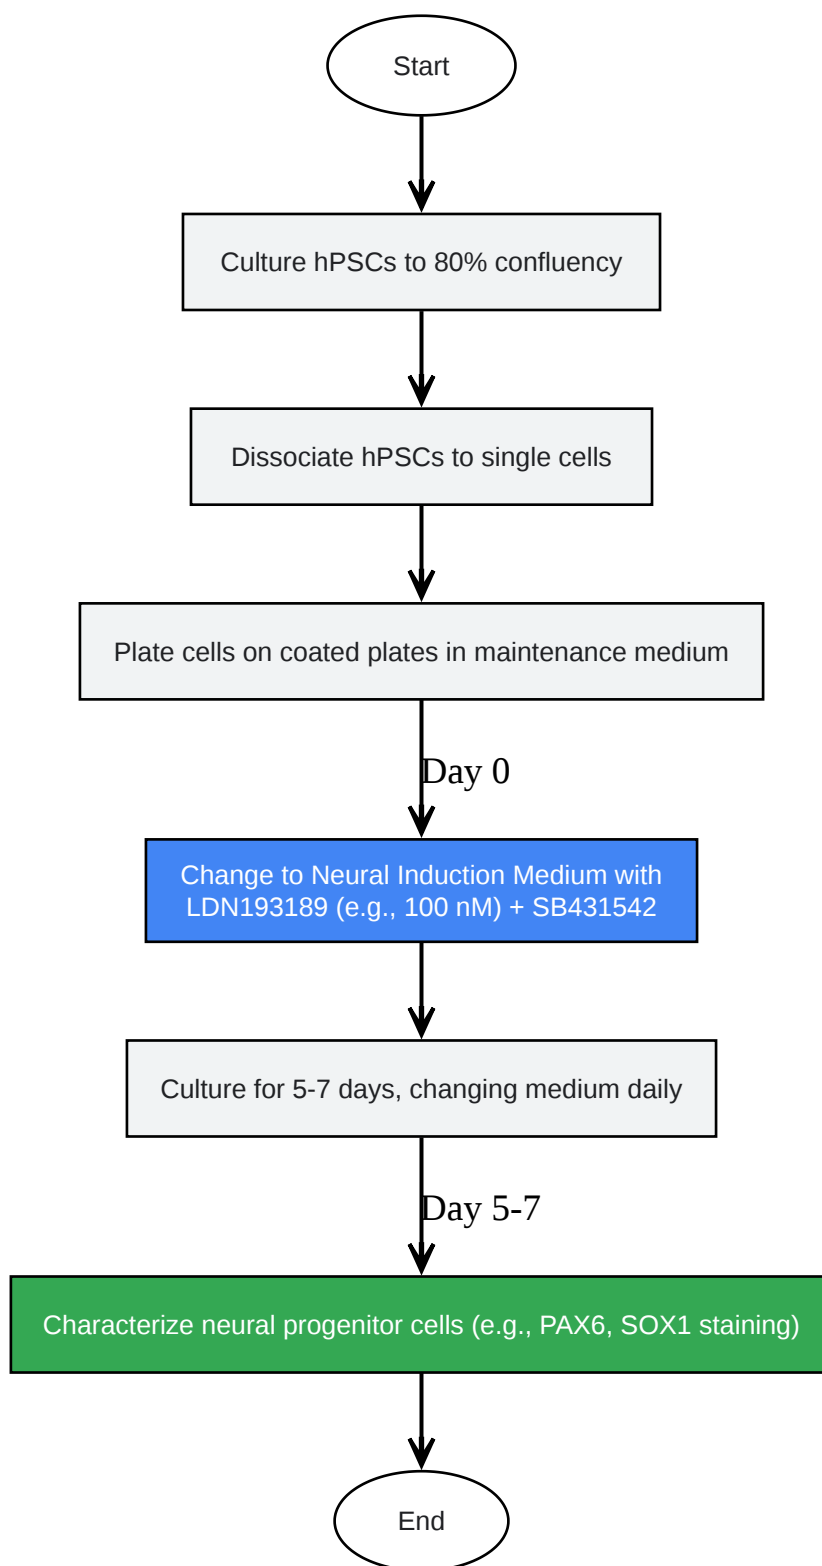 Start
Culture hPSCs to 80% confluency
Dissociate hPSCs to single cells
Plate cells on coated plates in maintenance medium
Day 0
Change to Neural Induction Medium with
LDN193189 (e.g., 100 nM) + SB431542
Culture for 5-7 days, changing medium daily
Day 5-7
Characterize neural progenitor cells (e.g., PAX6, SOX1 staining)
End